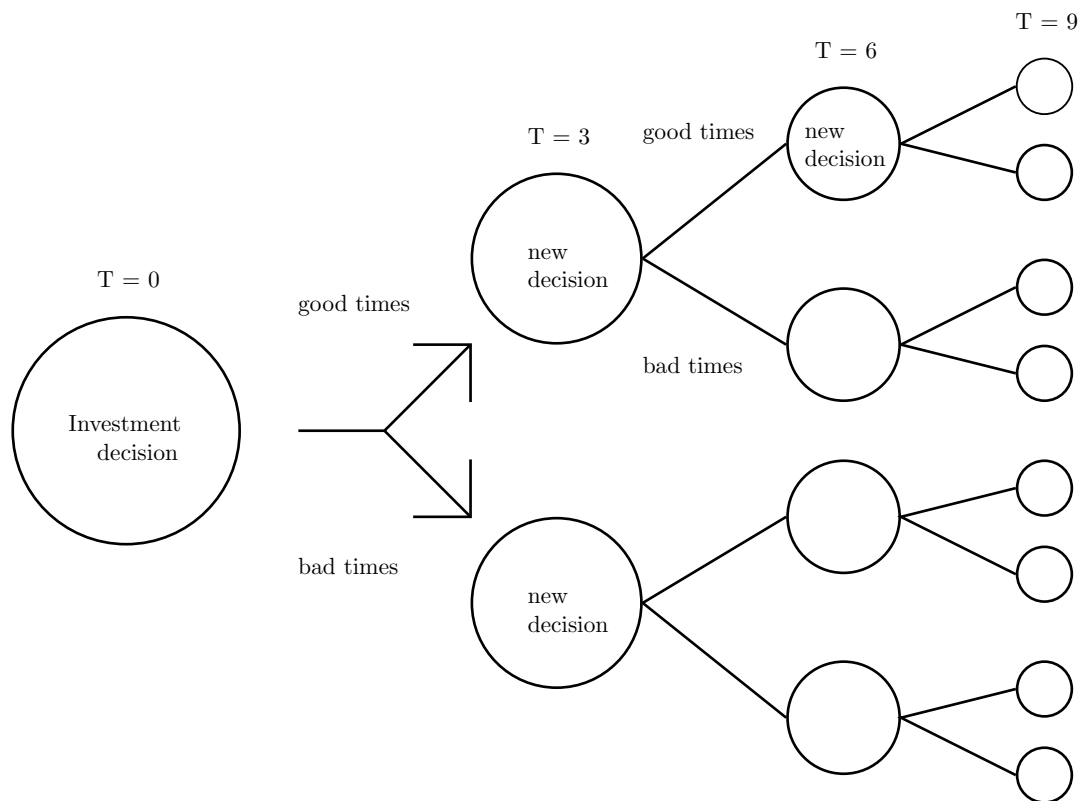 T = 9
T = 6
T = 3
good times
new
decision
new
decision
T = 0
good times
bad times
Investment
decision
bad times
new
decision